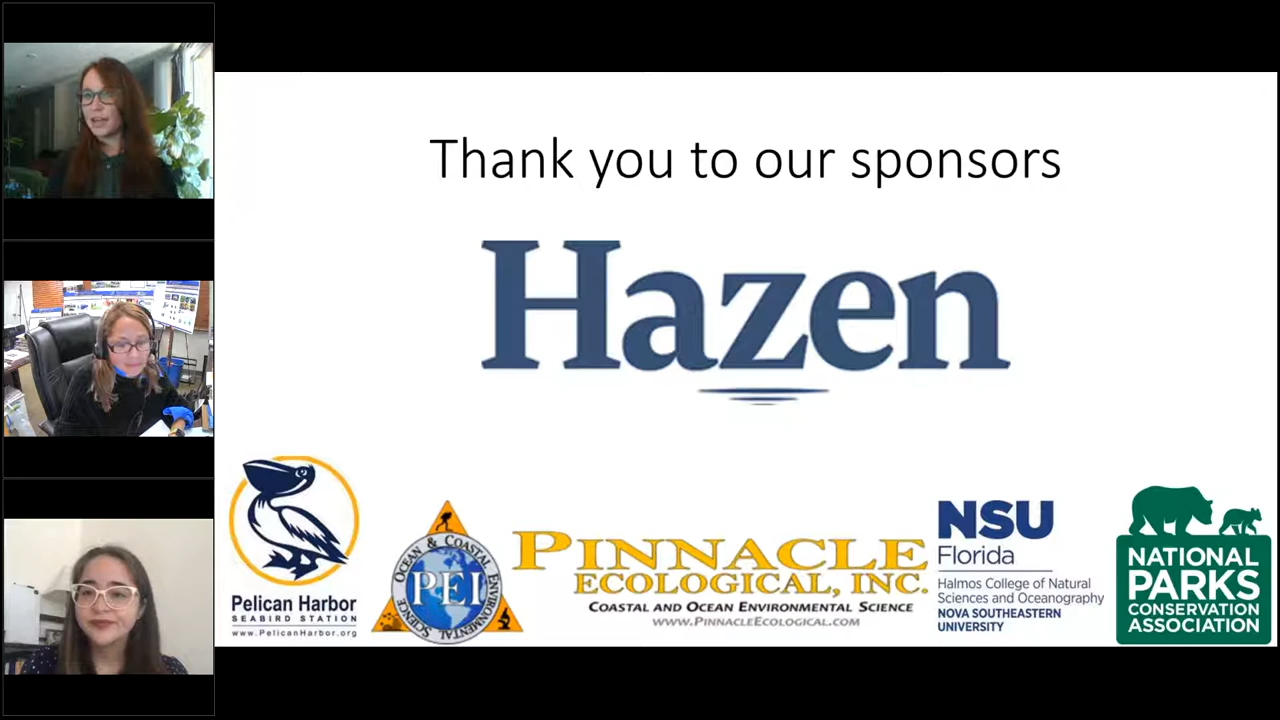 Thank you to our sponsors
Hazen
Pelican Harbor
SEABIRD STATION
www.PelicanHarbor.org
OCEAN & COASTAL ENVIRONMENTAL SCIENCE
PEI
PINNACLE
ECOLOGICAL, INC.
COASTAL AND OCEAN ENVIRONMENTAL SCIENCE
WWW.PINNACLEECOLOGICAL.COM
NSU
Florida
Halmos College of Natural
Sciences and Oceanography
NOVA SOUTHEASTERN
UNIVERSITY
NATIONAL
PARKS
CONSERVATION
ASSOCIATION